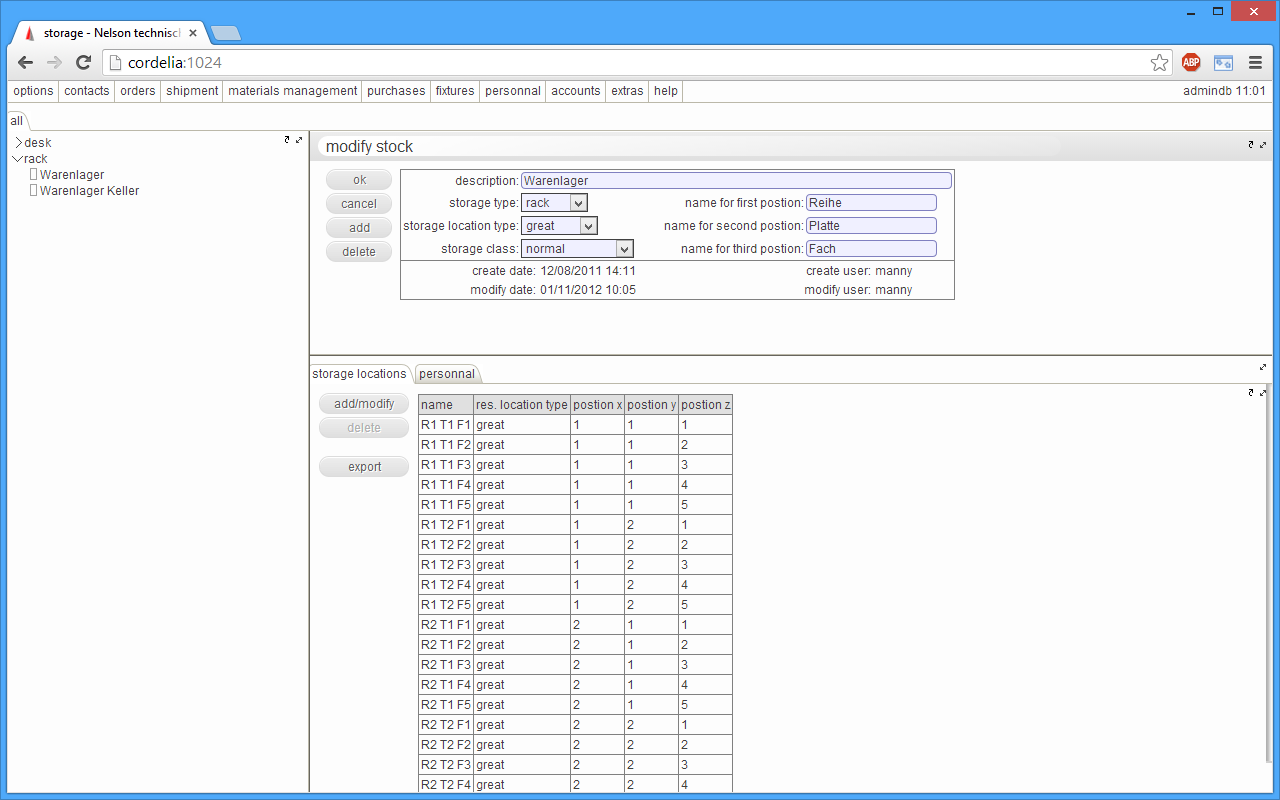 storage - Nelson technisch
cordelia:1024
ABP
options contacts orders shipment materials management purchases fixtures personnal accounts extras help admindb 11:01
all
desk
rack
Warenlager
Warenlager Keller
modify stock
ok
cancel
add
delete
description: Warenlager
storage type: rack name for first postion: Reihe
storage location type: great name for second postion: Platte
storage class: normal name for third postion: Fach
create date: 12/08/2011 14:11 create user: manny
modify date: 01/11/2012 10:05 modify user: manny
storage locations personnal
add/modify
delete
export
name res. location type postion x postion y postion z
R1 T1 F1 great 1 1 1
R1 T1 F2 great 1 1 2
R1 T1 F3 great 1 1 3
R1 T1 F4 great 1 1 4
R1 T1 F5 great 1 1 5
R1 T2 F1 great 1 2 1
R1 T2 F2 great 1 2 2
R1 T2 F3 great 1 2 3
R1 T2 F4 great 1 2 4
R1 T2 F5 great 1 2 5
R2 T1 F1 great 2 1 1
R2 T1 F2 great 2 1 2
R2 T1 F3 great 2 1 3
R2 T1 F4 great 2 1 4
R2 T1 F5 great 2 1 5
R2 T2 F1 great 2 2 1
R2 T2 F2 great 2 2 2
R2 T2 F3 great 2 2 3
R2 T2 F4 great 2 2 4